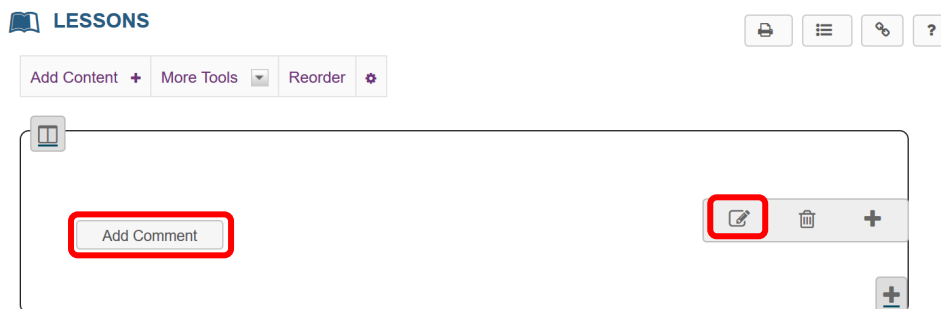 LESSONS
?
Add Content + More Tools Reorder
Add Comment